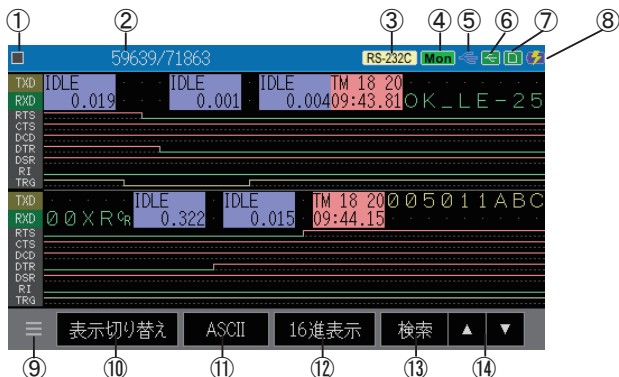 ① ② ③ ④ ⑤ ⑥ ⑦ ⑧
59639/71863 RS-232C Mon
TXD IDLE IDLE IDLE TM 18 20
RXD 0.019 0.001 0.004 09:43.81 OK_LE-25
RTS
CTS
DCD
DTR
DSR
RI
TRG
TXD IDLE IDLE TM 18 20 005011ABC
RXD 00XR CR 0.322 0.015 09:44.15
RTS
CTS
DCD
DTR
DSR
RI
TRG
表示切り替え ASCII 16進表示 検索 ▲ ▼
⑨ ⑩ ⑪ ⑫ ⑬ ⑭